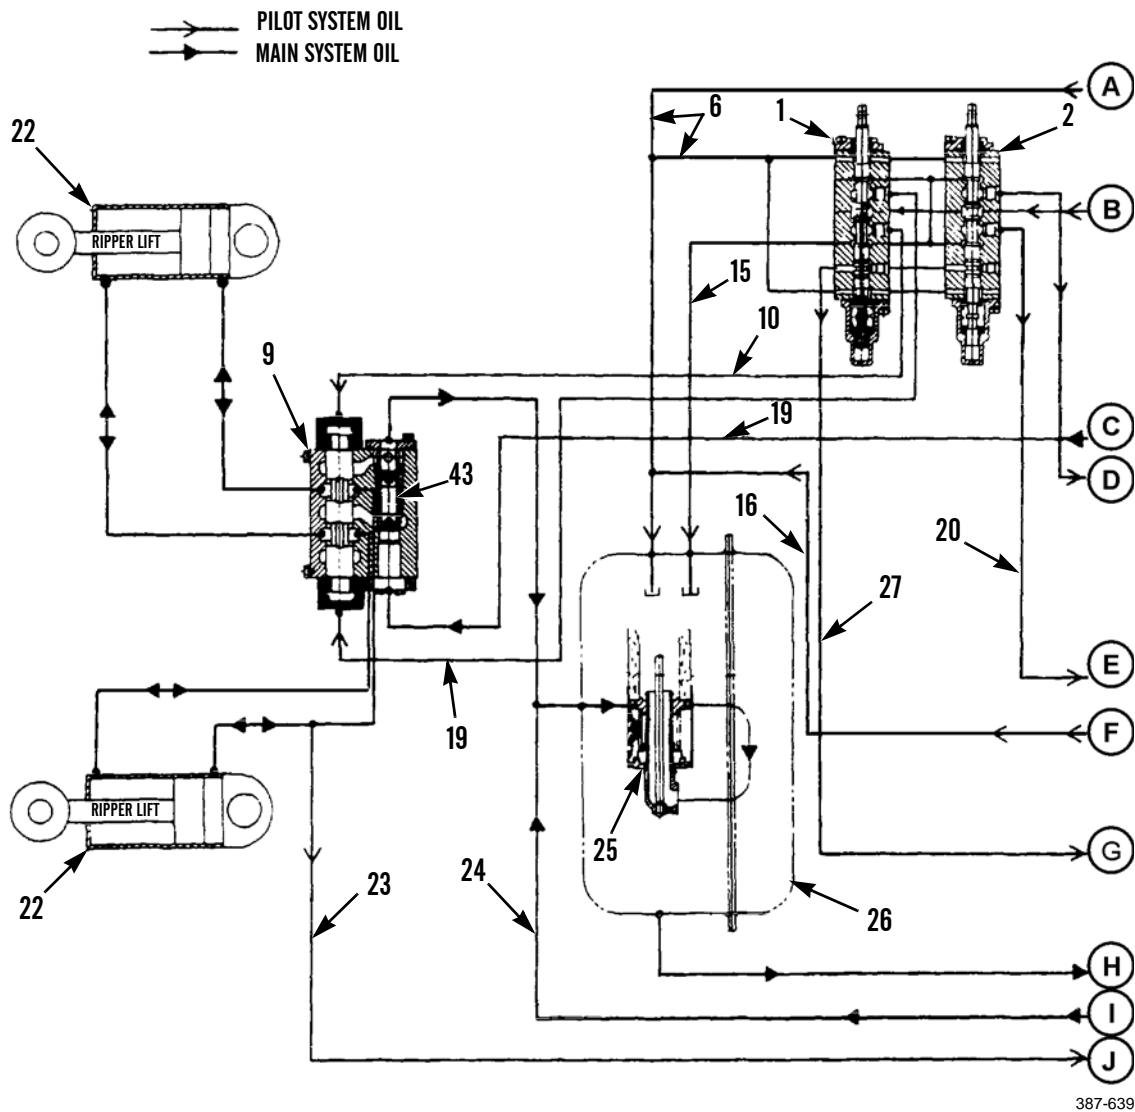 PILOT SYSTEM OIL
MAIN SYSTEM OIL
A
6
1
2
22
B
RIPPER LIFT
15
10
9
19
C
43
D
16
20
27
E
19
F
25
G
24
23
26
RIPPER LIFT
22
H
I
J
387-639